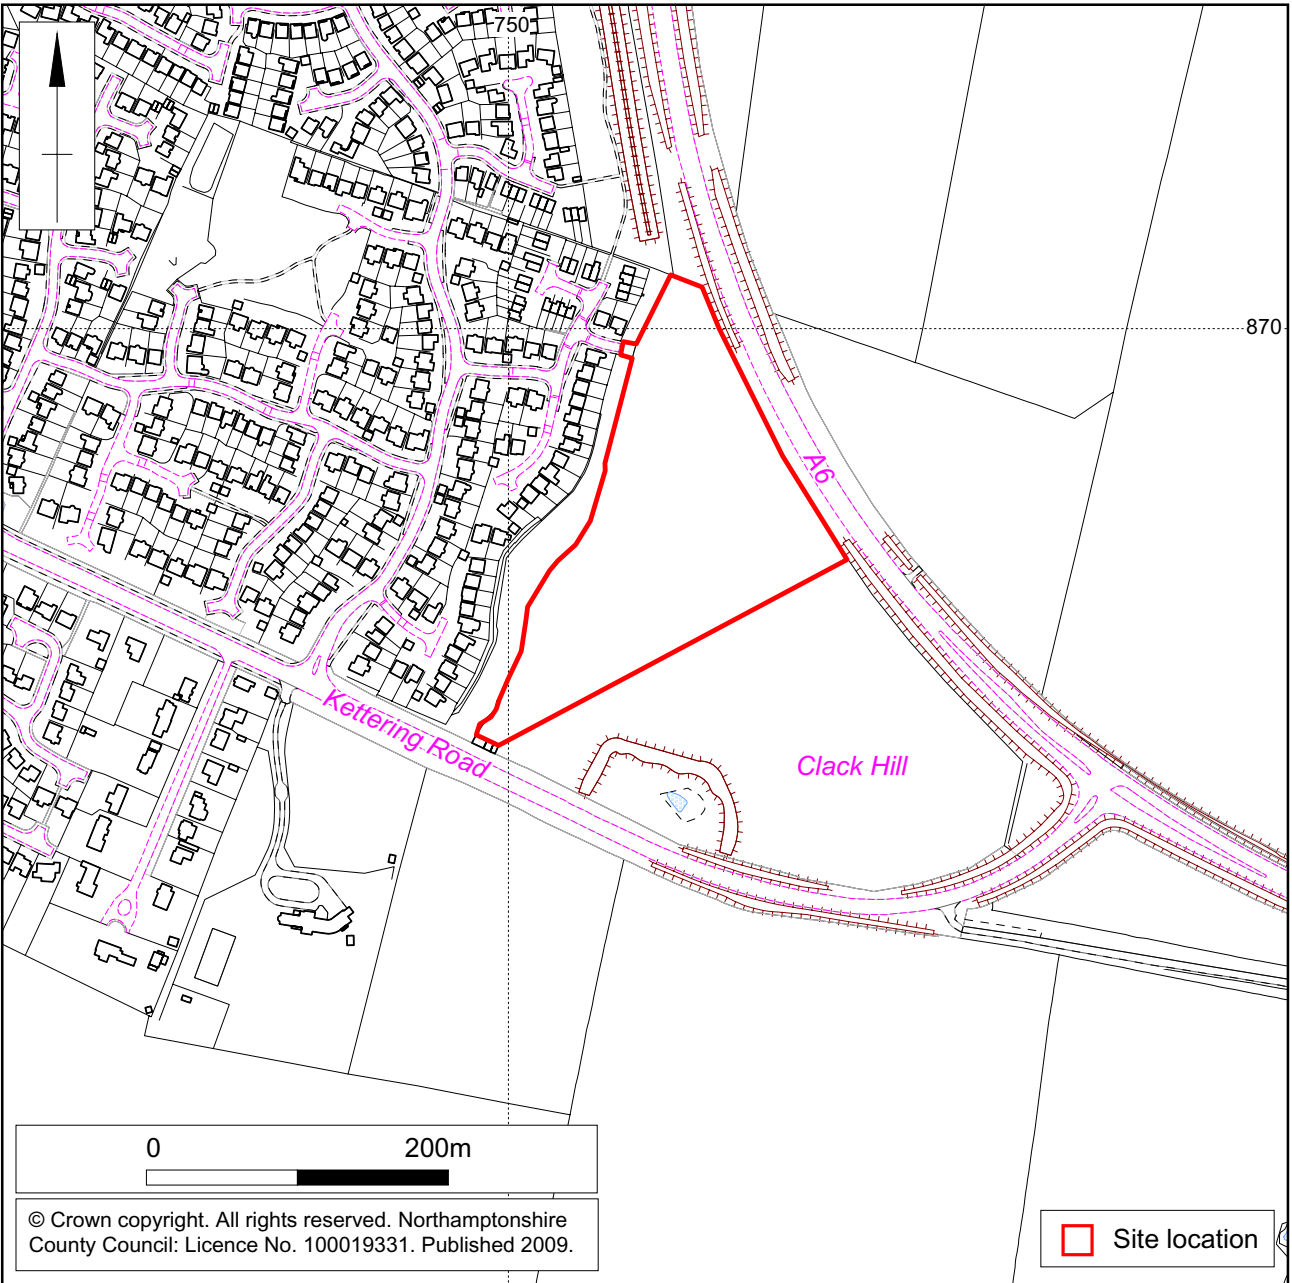 750
870
A6
Kettering Road
Clack Hill
0 200m
© Crown copyright. All rights reserved. Northamptonshire
County Council: Licence No. 100019331. Published 2009.
Site location